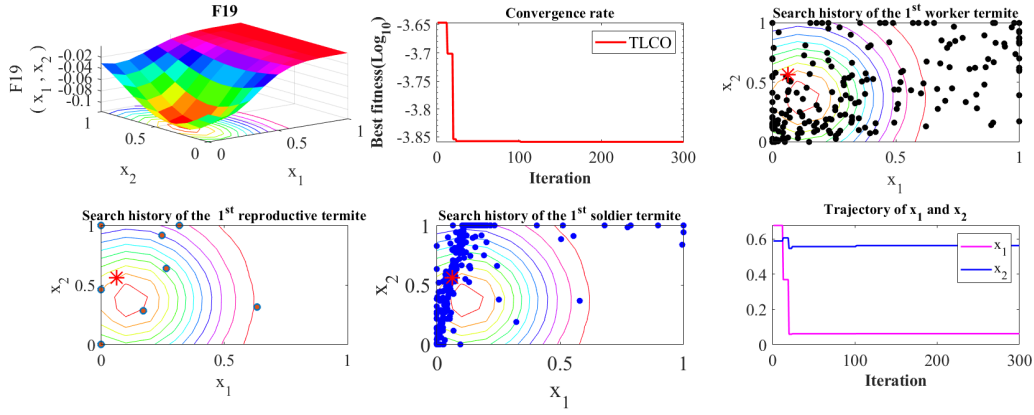 F19
F19
( x1 , x2 )
-0.02
-0.04
-0.06
-0.08
-0.1
1
0.5
0
0
0.5
1
x2
x1
Convergence rate
Best fitness(Log10)
-3.65
-3.7
-3.75
-3.8
-3.85
TLCO
0
100
200
300
Iteration
Search history of the 1st worker termite
x2
1
0.5
0
0
0.5
1
x1
Search history of the 1st reproductive termite
x2
1
0.5
0
0
0.5
1
x1
Search history of the 1st soldier termite
x2
1
0.5
0
0
0.5
1
x1
Trajectory of x1 and x2
0.6
0.4
0.2
0
x1
x2
0
100
200
300
Iteration